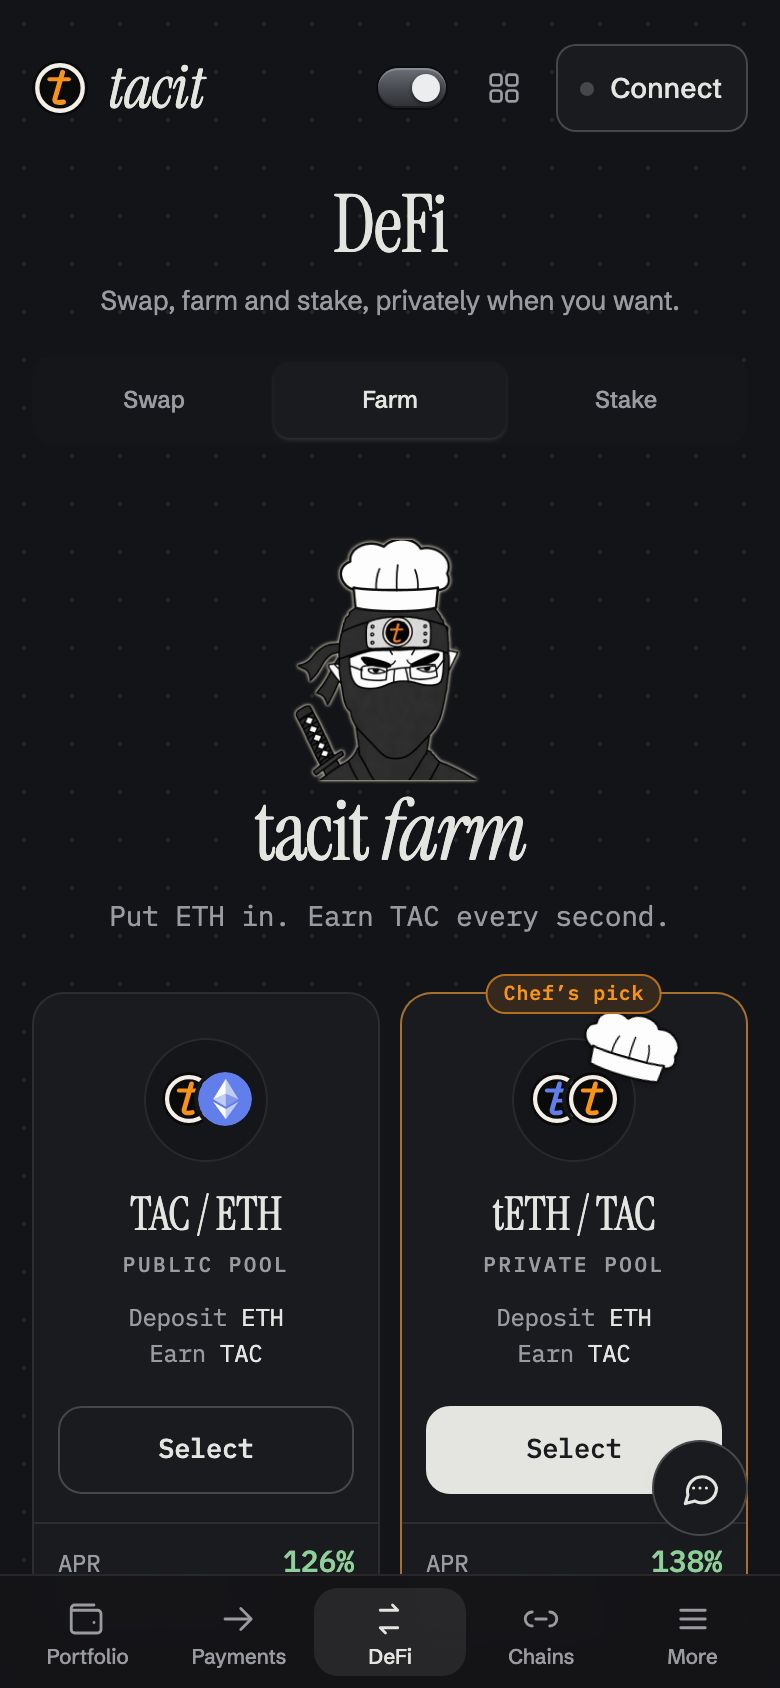 tacit
Connect
DeFi
Swap, farm and stake, privately when you want.
Swap
Farm
Stake
tacit farm
Put ETH in. Earn TAC every second.
Chef's pick
TAC / ETH
PUBLIC POOL
Deposit ETH
Earn TAC
Select
APR 126%
tETH / TAC
PRIVATE POOL
Deposit ETH
Earn TAC
Select
APR 138%
Portfolio
Payments
DeFi
Chains
More